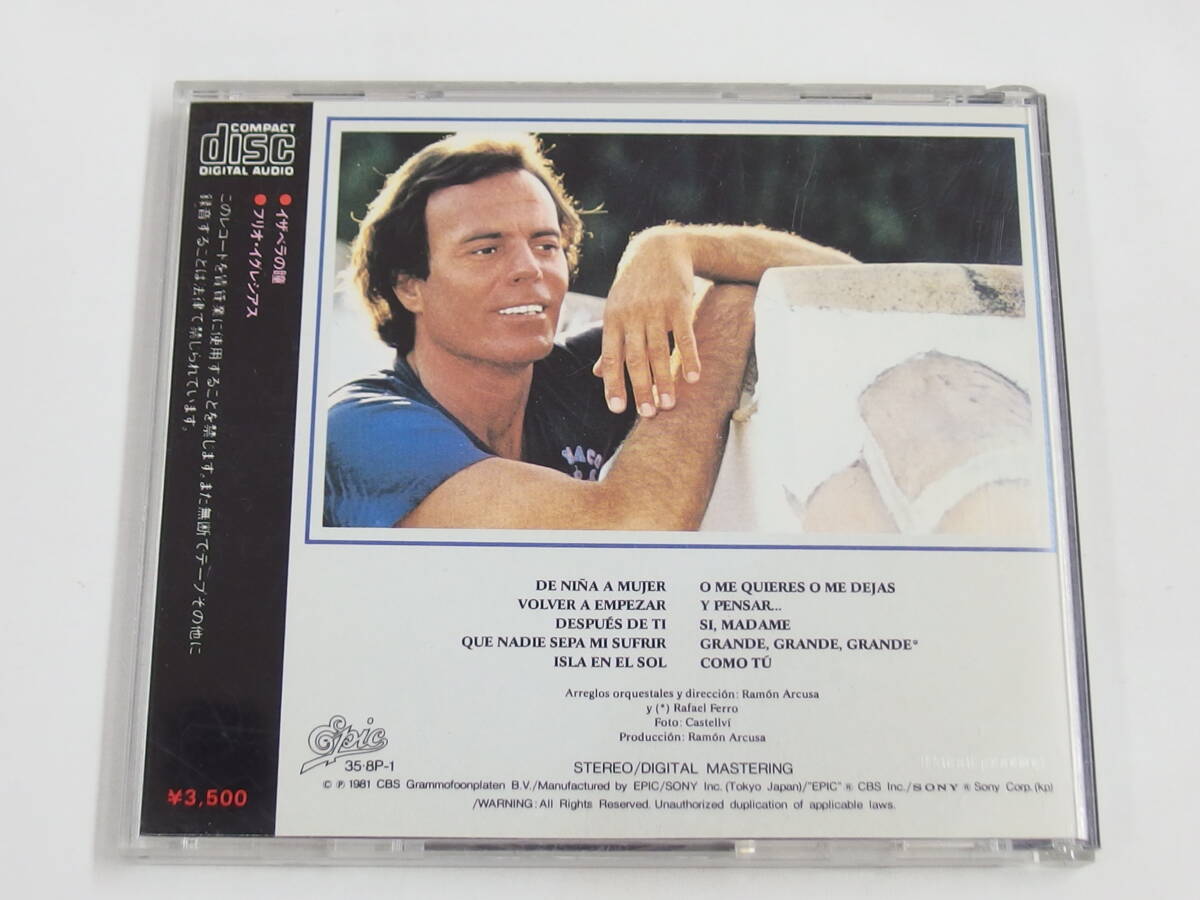 COMPACT
disc
DIGITAL AUDIO
●イザベラの瞳
●フリオ・イグレシアス
このレコードを賃貸業に使用することを禁じます。また無断でテープその他に
録音することは法律で禁じられています。
¥3,500
DE NIÑA A MUJER
VOLVER A EMPEZAR
DESPUÉS DE TI
QUE NADIE SEPA MI SUFRIR
ISLA EN EL SOL
O ME QUIERES O ME DEJAS
Y PENSAR...
SI, MADAME
GRANDE, GRANDE, GRANDE*
COMO TÚ
Arreglos orquestales y dirección: Ramón Arcusa
y (*) Rafael Ferro
Foto: Castellví
Producción: Ramón Arcusa
Epic
35·8P-1
STEREO/DIGITAL MASTERING
© ℗ 1981 CBS Grammofoonplaten B.V./Manufactured by EPIC/SONY Inc. (Tokyo Japan)/"EPIC" ® CBS Inc./SONY ® Sony Corp. (kp)
/WARNING: All Rights Reserved. Unauthorized duplication of applicable laws.